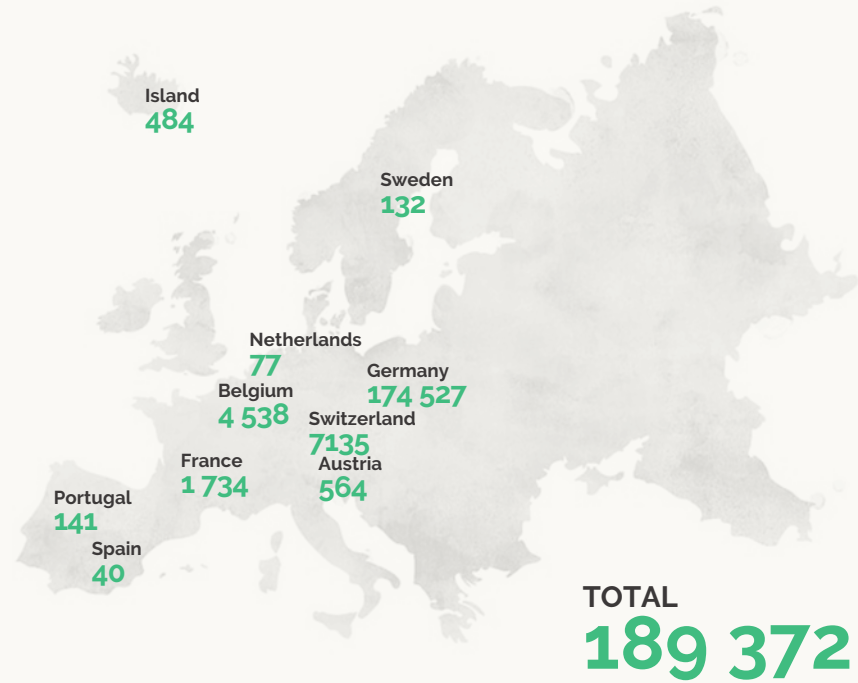 Island
484
Sweden
132
Netherlands
77
Germany
174 527
Belgium
4 538
Switzerland
7135
France
1 734
Austria
564
Portugal
141
Spain
40
TOTAL
189 372